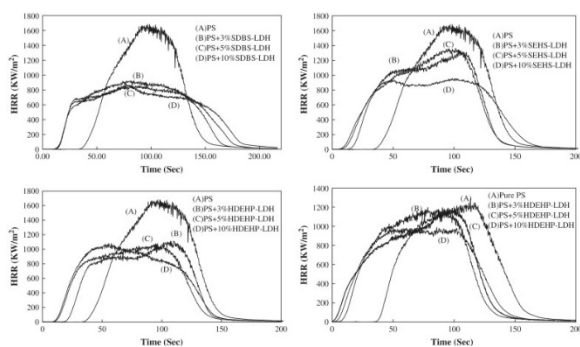 HRR (KW/m²)
1800
1600
1400
1200
1000
800
600
400
200
0
0.00
50.00
100.00
150.00
200.00
Time (Sec)
(A)PS
(B)PS+3%SDBS-LDH
(C)PS+5%SDBS-LDH
(D)PS+10%SDBS-LDH
(A)
(B)
(C)
(D)
HRR (KW/m²)
1800
1600
1400
1200
1000
800
600
400
200
0
0
50
100
150
200
Time (Sec)
(A)PS
(B)PS+3%SEHS-LDH
(C)PS+5%SEHS-LDH
(D)PS+10%SEHS-LDH
(A)
(B)
(C)
(D)
HRR (KW/m²)
1800
1600
1400
1200
1000
800
600
400
200
0
0
50
100
150
200
Time (Sec)
(A)PS
(B)PS+3%HDEHP-LDH
(C)PS+5%HDEHP-LDH
(D)PS+10%HDEHP-LDH
(A)
(B)
(C)
(D)
HRR (KW/m²)
1400
1200
1000
800
600
400
200
0
0
50
100
150
200
Time (Sec)
(A)Pure PS
(B)PS+3%HDEHP-LDH
(C)PS+5%HDEHP-LDH
(D)PS+10%HDEHP-LDH
(A)
(B)
(C)
(D)